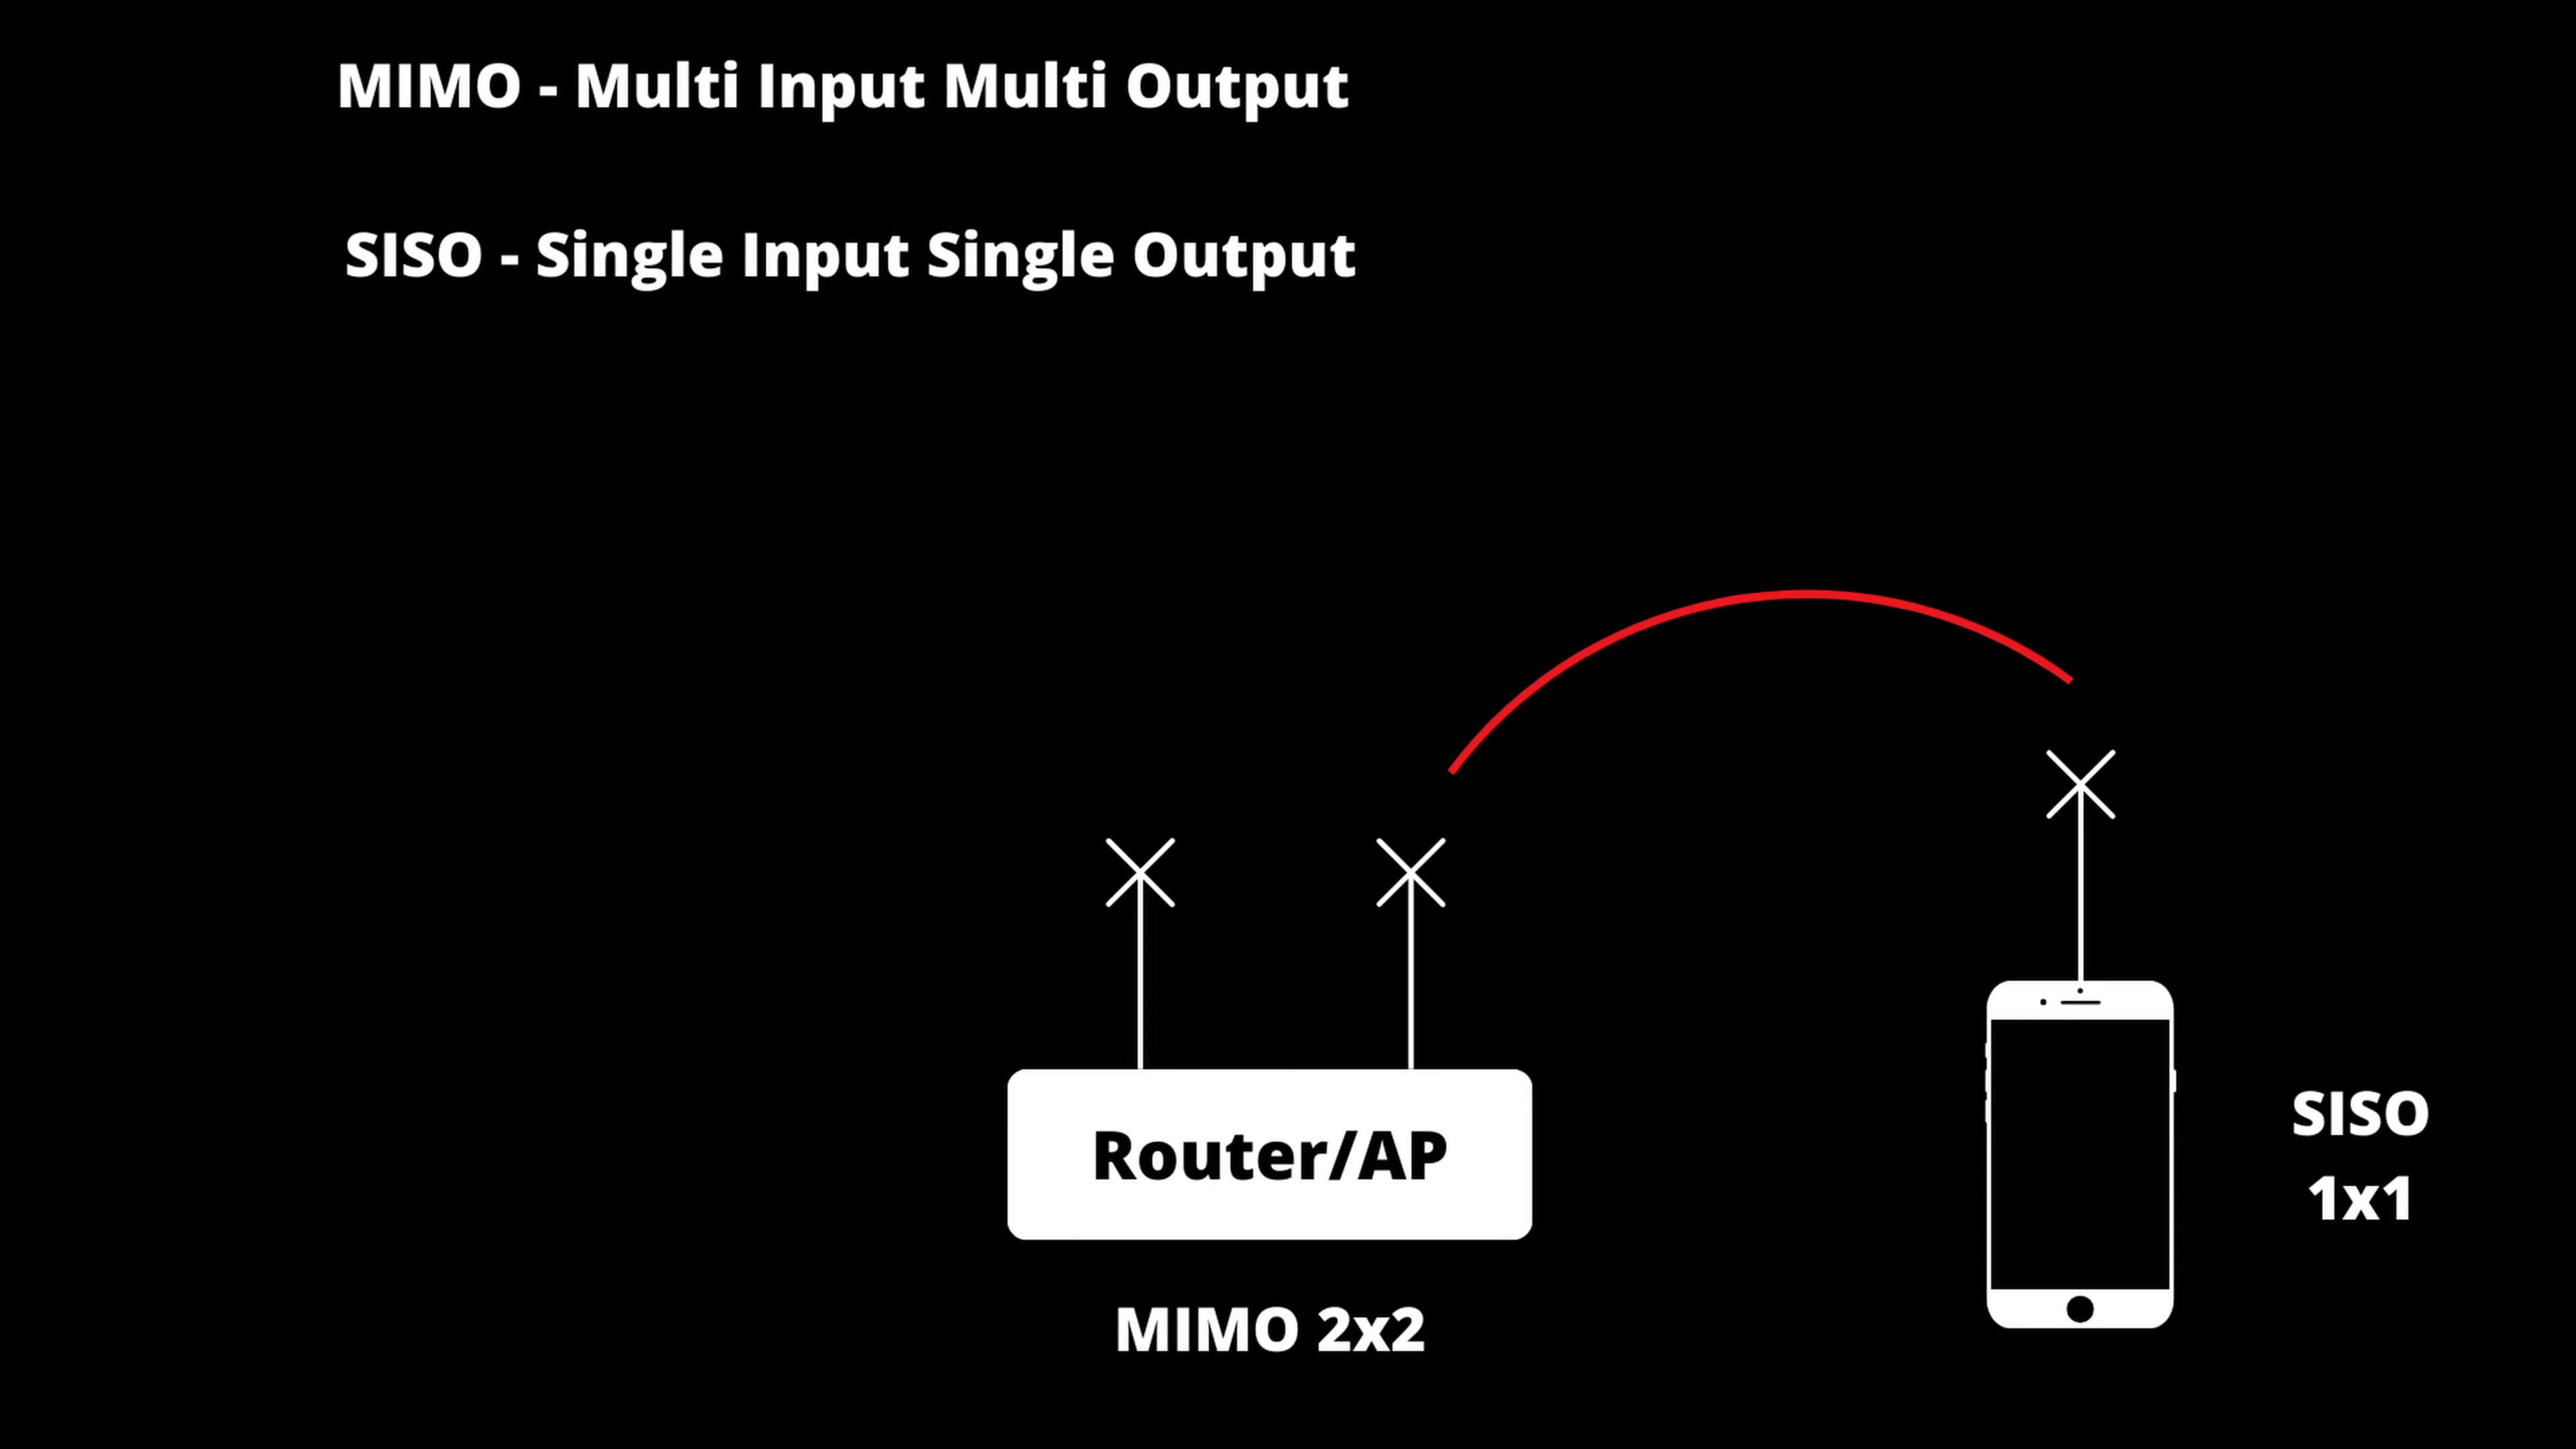 MIMO - Multi Input Multi Output
SISO - Single Input Single Output
Router/AP
MIMO 2x2
SISO
1x1